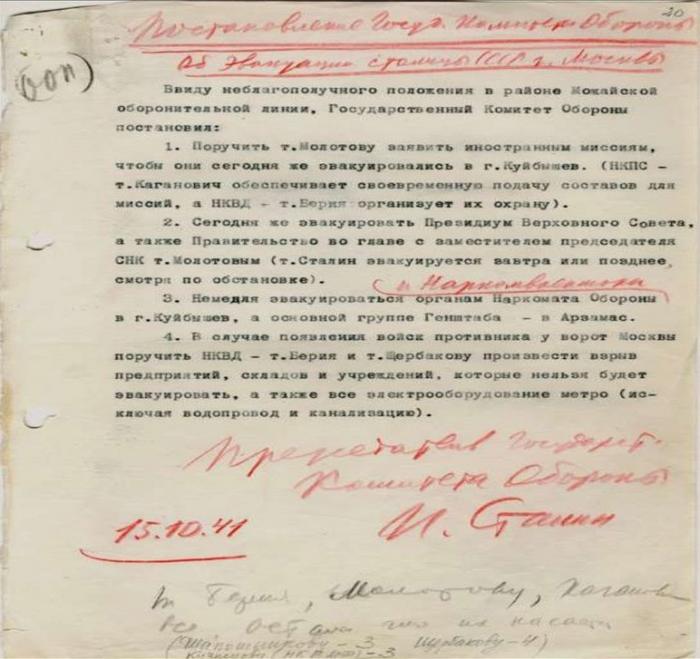 20
Постановление Госуд. Комитета Обороны
Об Эвакуации столицы СССР г. Москвы
Ввиду неблагополучного положения в районе Можайской
оборонительной линии, Государственный Комитет Обороны
постановил:
1. Поручить т.Молотову заявить иностранным миссиям,
чтобы они сегодня же эвакуировались в г.Куйбышев. (НКПС -
т.Каганович обеспечивает своевременную подачу составов для
миссий, а НКВД - т.Берия организует их охрану).
2. Сегодня же эвакуировать Президиум Верховного Совета,
а также Правительство во главе с заместителем председателя
СНК т.Молотовым (т.Сталин эвакуируется завтра или позднее,
смотря по обстановке).
и Наркомвоенмора
3. Немедля эвакуироваться органам Наркомата Обороны
в г.Куйбышев, а основной группе Генштаба - в Арзамас.
4. В случае появления войск противника у ворот Москвы
поручить НКВД - т.Берия и т.Щербакову произвести взрыв
предприятий, складов и учреждений, которые нельзя будет
эвакуировать, а также все электрооборудование метро (ис-
ключая водопровод и канализацию).
Председатель Государст.
Комитета Обороны
И. Сталин
15.10.41
Берия, Молотову,
(Шапошникову - 3 Щербакову - 4)